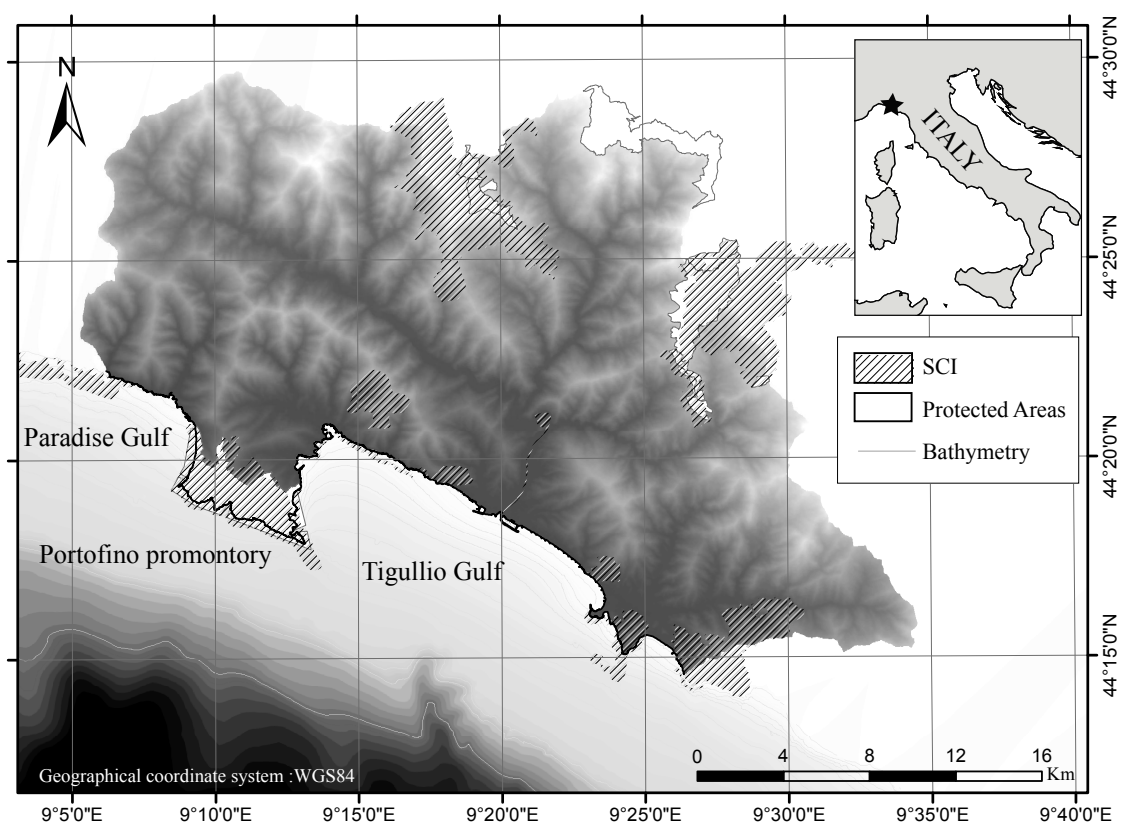 N
ITALY
44°30'0"N
44°25'0"N
44°20'0"N
44°15'0"N
SCI
Protected Areas
Bathymetry
Paradise Gulf
Portofino promontory
Tigullio Gulf
0 4 8 12 16
Km
Geographical coordinate system :WGS84
9°5'0"E 9°10'0"E 9°15'0"E 9°20'0"E 9°25'0"E 9°30'0"E 9°35'0"E 9°40'0"E